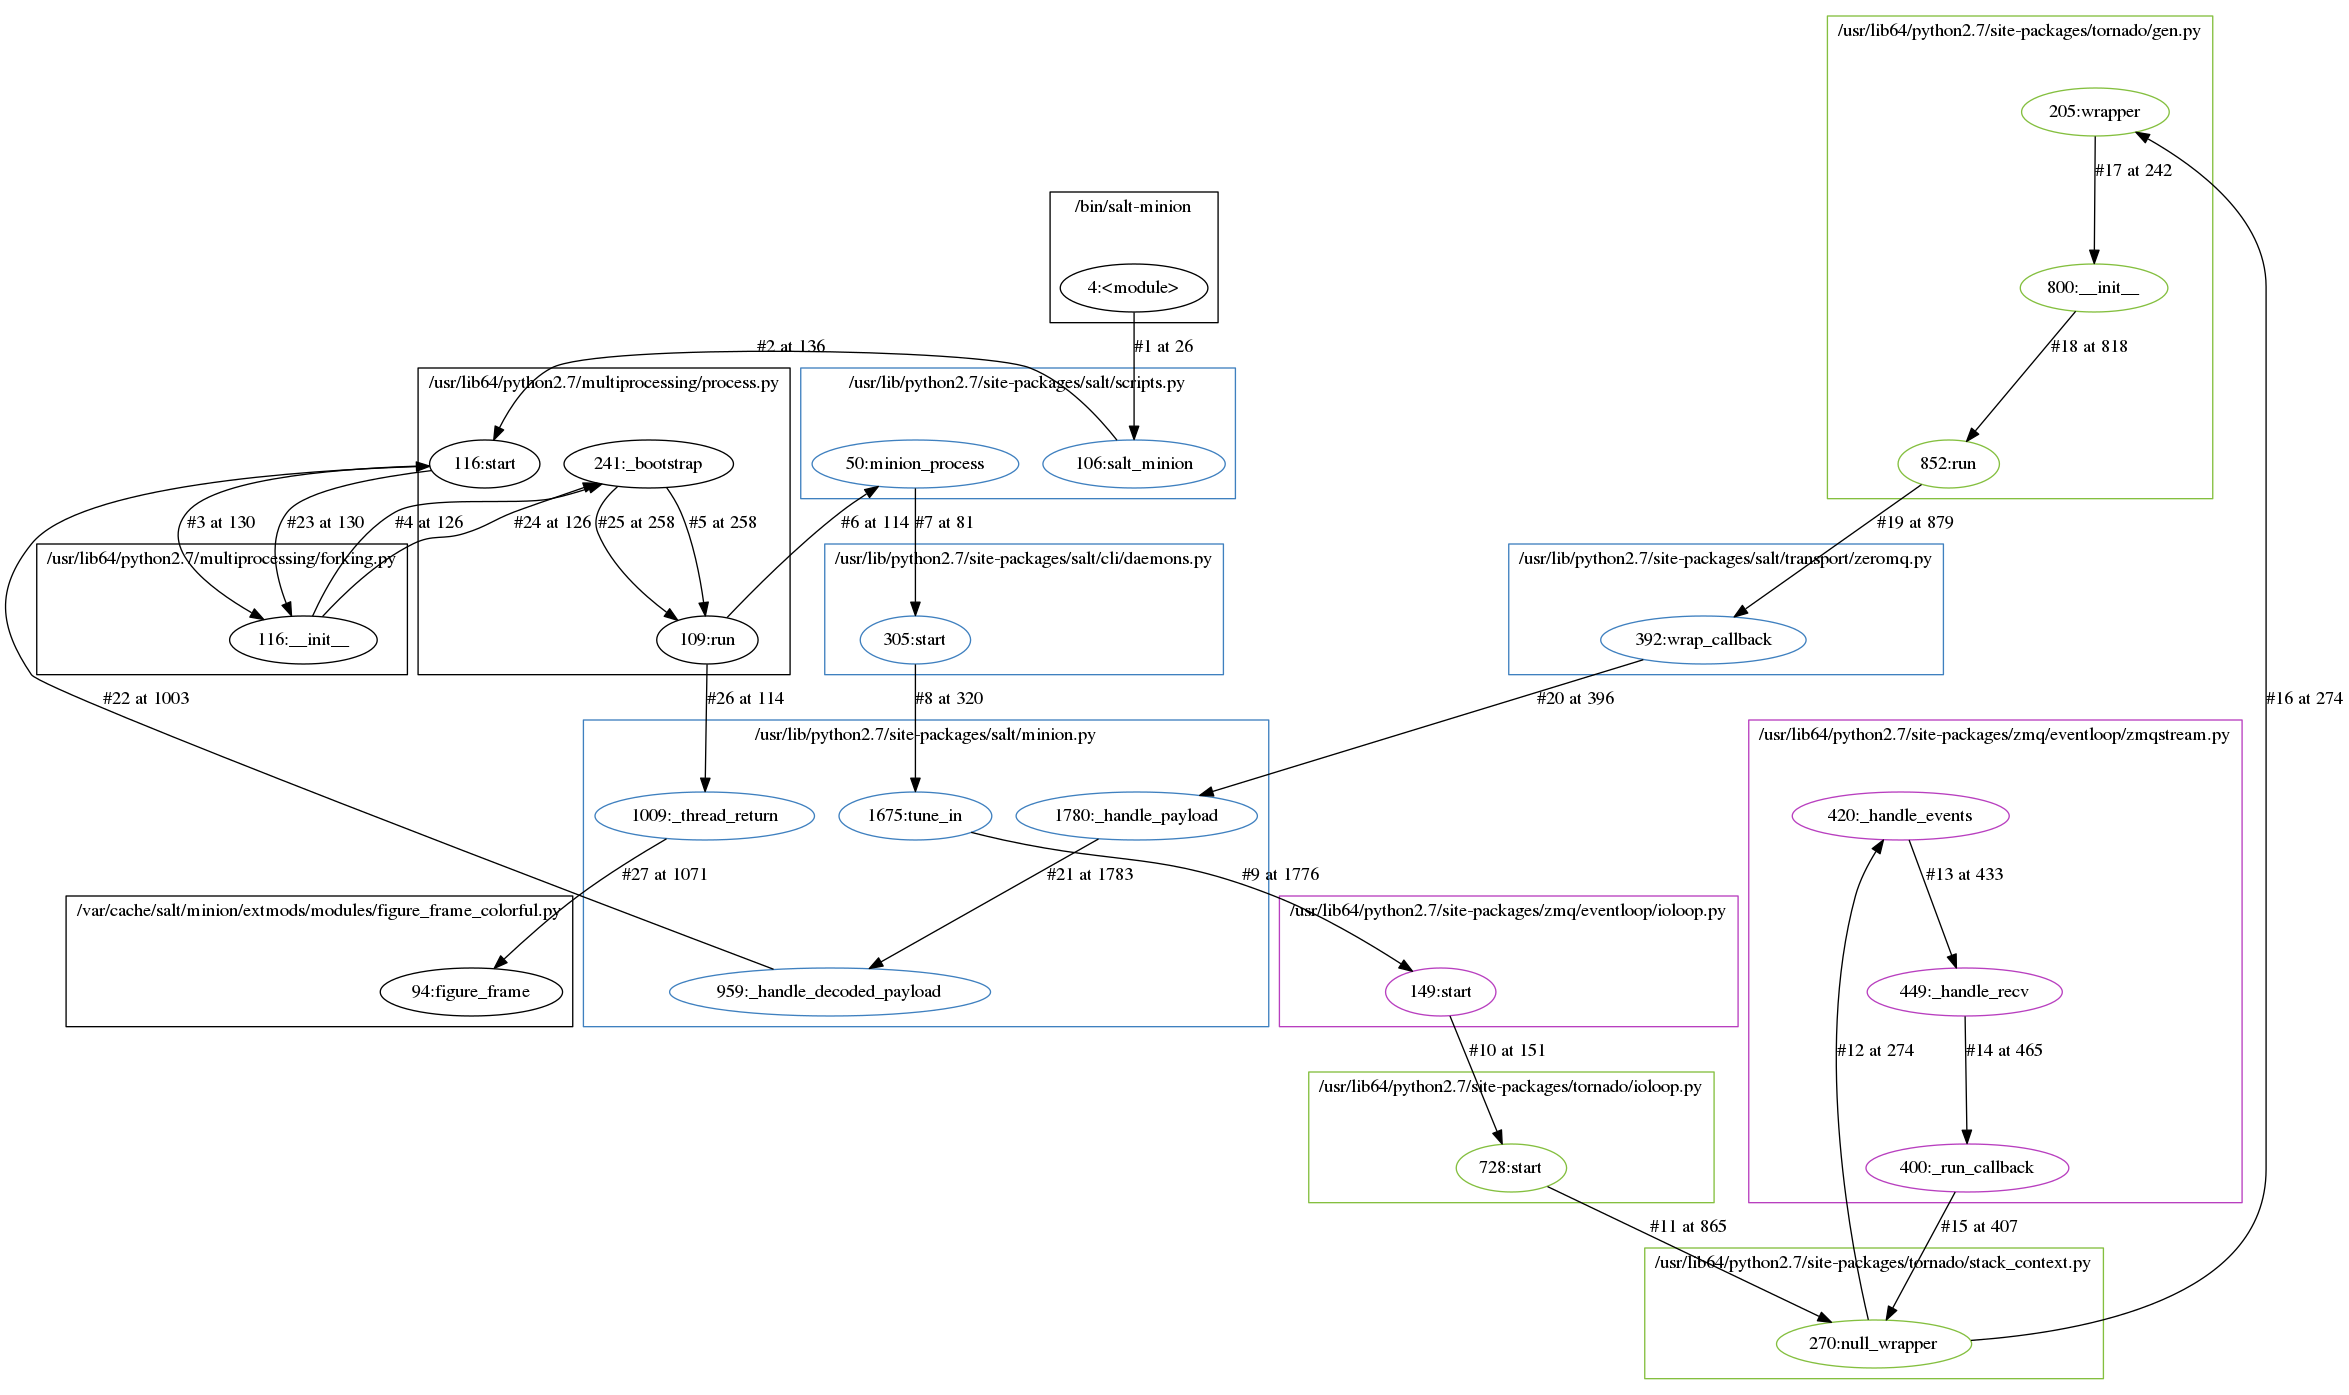 /usr/lib64/python2.7/site-packages/tornado/gen.py
205:wrapper
#17 at 242
/bin/salt-minion
4:<module>
800:__init__
#2 at 136
#1 at 26
#18 at 818
/usr/lib64/python2.7/multiprocessing/process.py
/usr/lib/python2.7/site-packages/salt/scripts.py
116:start
241:_bootstrap
50:minion_process
106:salt_minion
852:run
#3 at 130
#23 at 130
#4 at 126
#24 at 126
#25 at 258
#5 at 258
#6 at 114
#7 at 81
#19 at 879
/usr/lib64/python2.7/multiprocessing/forking.py
/usr/lib/python2.7/site-packages/salt/cli/daemons.py
/usr/lib/python2.7/site-packages/salt/transport/zeromq.py
116:__init__
109:run
305:start
392:wrap_callback
#22 at 1003
#26 at 114
#8 at 320
#20 at 396
#16 at 274
/usr/lib/python2.7/site-packages/salt/minion.py
/usr/lib64/python2.7/site-packages/zmq/eventloop/zmqstream.py
1009:_thread_return
1675:tune_in
1780:_handle_payload
420:_handle_events
#27 at 1071
#21 at 1783
#9 at 1776
#13 at 433
/var/cache/salt/minion/extmods/modules/figure_frame_colorful.py
/usr/lib64/python2.7/site-packages/zmq/eventloop/ioloop.py
94:figure_frame
959:_handle_decoded_payload
149:start
449:_handle_recv
#10 at 151
#12 at 274
#14 at 465
/usr/lib64/python2.7/site-packages/tornado/ioloop.py
728:start
400:_run_callback
#11 at 865
#15 at 407
/usr/lib64/python2.7/site-packages/tornado/stack_context.py
270:null_wrapper